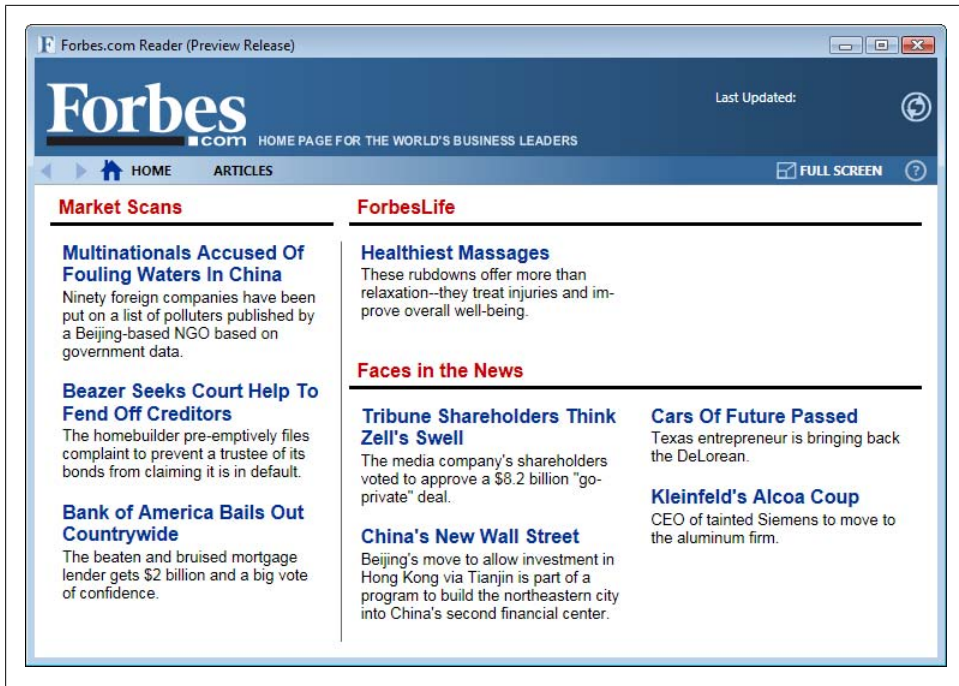 Forbes.com Reader (Preview Release)
Forbes
.com HOME PAGE FOR THE WORLD'S BUSINESS LEADERS
Last Updated:
HOME ARTICLES
FULL SCREEN ?
Market Scans
Multinationals Accused Of
Fouling Waters In China
Ninety foreign companies have been
put on a list of polluters published by
a Beijing-based NGO based on
government data.
Beazer Seeks Court Help To
Fend Off Creditors
The homebuilder pre-emptively files
complaint to prevent a trustee of its
bonds from claiming it is in default.
Bank of America Bails Out
Countrywide
The beaten and bruised mortgage
lender gets $2 billion and a big vote
of confidence.
ForbesLife
Healthiest Massages
These rubdowns offer more than
relaxation--they treat injuries and im-
prove overall well-being.
Faces in the News
Tribune Shareholders Think
Zell's Swell
The media company's shareholders
voted to approve a $8.2 billion "go-
private" deal.
China's New Wall Street
Beijing's move to allow investment in
Hong Kong via Tianjin is part of a
program to build the northeastern city
into China's second financial center.
Cars Of Future Passed
Texas entrepreneur is bringing back
the DeLorean.
Kleinfeld's Alcoa Coup
CEO of tainted Siemens to move to
the aluminum firm.